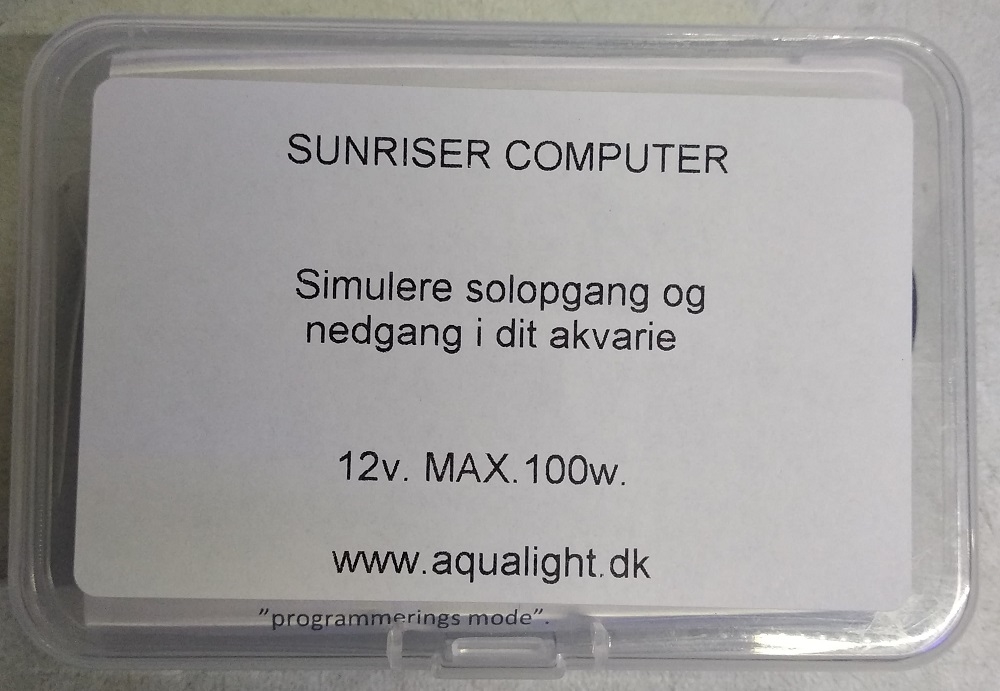 SUNRISER COMPUTER
Simulere solopgang og
nedgang i dit akvarie
12v. MAX.100w.
www.aqualight.dk
"programmerings mode".